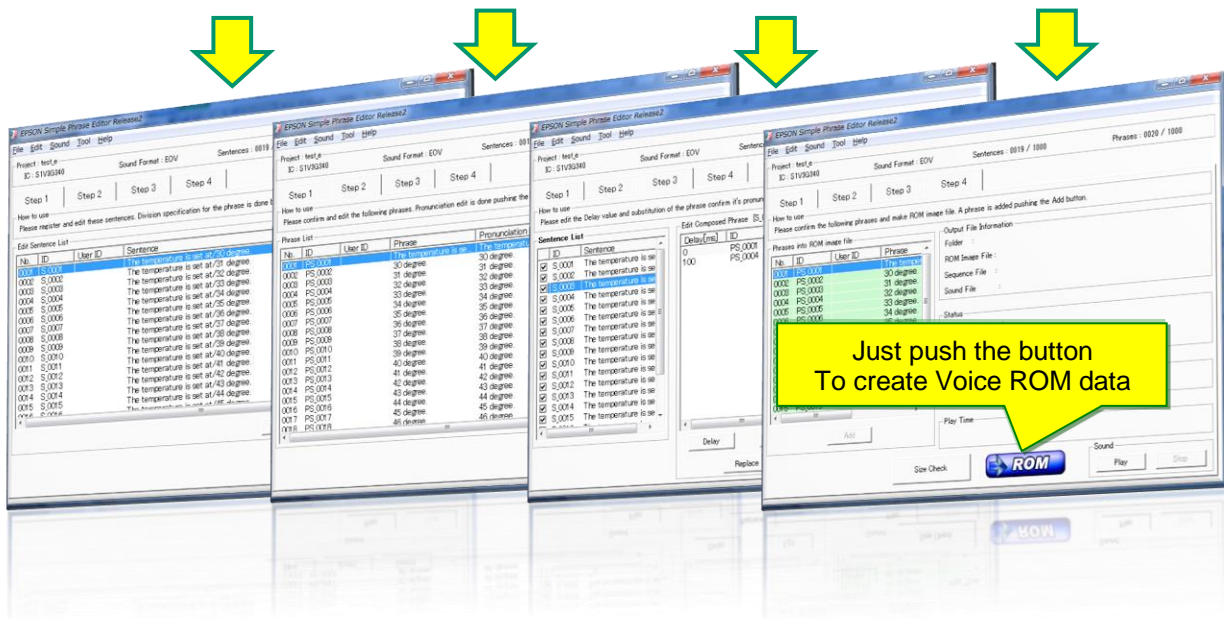 EPSON Simple Phrase Editor Release2
File Edit Sound Tool Help
Project : test_e
Sound Format : EOV
Sentences : 0019
IC : S1V3G340
Step 1 Step 2 Step 3 Step 4
How to use
Please register and edit these sentences. Division specification for the phrase is done
Edit Sentence List
No. ID User ID Sentence
0001 S_0001 The temperature is set at/30 degree.
0002 S_0002 The temperature is set at/31 degree.
0003 S_0003 The temperature is set at/32 degree.
0004 S_0004 The temperature is set at/33 degree.
0005 S_0005 The temperature is set at/34 degree.
0006 S_0006 The temperature is set at/35 degree.
0007 S_0007 The temperature is set at/36 degree.
0008 S_0008 The temperature is set at/37 degree.
0009 S_0009 The temperature is set at/38 degree.
0010 S_0010 The temperature is set at/39 degree.
0011 S_0011 The temperature is set at/40 degree.
0012 S_0012 The temperature is set at/41 degree.
0013 S_0013 The temperature is set at/42 degree.
0014 S_0014 The temperature is set at/43 degree.
0015 S_0015 The temperature is set at/44 degree.
EPSON Simple Phrase Editor Release2
File Edit Sound Tool Help
Project : test_e
Sound Format : EOV
Sentences : 001
IC : S1V3G340
Step 1 Step 2 Step 3 Step 4
How to use
Please confirm and edit the following phrases. Pronunciation edit is done pushing the
Phrase List
No. ID User ID Phrase Pronunciation
0001 PS_0001 The temperature is se
0002 PS_0002 30 degree. 30 degree.
0003 PS_0003 31 degree. 31 degree.
0004 PS_0004 32 degree. 32 degree.
0005 PS_0005 33 degree. 33 degree.
0006 PS_0006 34 degree. 34 degree.
0007 PS_0007 35 degree. 35 degree.
0008 PS_0008 36 degree. 36 degree.
0009 PS_0009 37 degree. 37 degree.
0010 PS_0010 38 degree. 38 degree.
0011 PS_0011 39 degree. 39 degree.
0012 PS_0012 40 degree. 40 degree.
0013 PS_0013 41 degree. 41 degree.
0014 PS_0014 42 degree. 42 degree.
0015 PS_0015 43 degree. 43 degree.
0016 PS_0016 44 degree. 44 degree.
0017 PS_0017 45 degree. 45 degree.
0018 PS_0018 46 degree. 46 degree.
EPSON Simple Phrase Editor Release2
File Edit Sound Tool Help
Project : test_e
Sound Format : EOV
IC : S1V3G340
Step 1 Step 2 Step 3 Step 4
How to use
Please edit the Delay value and substitution of the phrase confirm it's pronun
Sentence List
ID Sentence
S_0001 The temperature is se
S_0002 The temperature is se
S_0003 The temperature is se
S_0004 The temperature is se
S_0005 The temperature is se
S_0006 The temperature is se
S_0007 The temperature is se
S_0008 The temperature is se
S_0009 The temperature is se
S_0010 The temperature is se
S_0011 The temperature is se
S_0012 The temperature is se
S_0013 The temperature is se
S_0014 The temperature is se
S_0015 The temperature is se
Edit Composed Phrase
Delay[ms] ID
0 PS_0001
100 PS_0004
Delay
Replace
EPSON Simple Phrase Editor Release2
File Edit Sound Tool Help
Project : test_e
Sound Format : EOV
Sentences : 0019 / 1000
Phrases : 0020 / 1000
IC : S1V3G340
Step 1 Step 2 Step 3 Step 4
How to use
Please confirm the following phrases and make ROM image file. A phrase is added pushing the Add button.
Phrases into ROM image file
No. ID User ID Phrase
0001 PS_0001 The temper
0002 PS_0002 30 degree.
0003 PS_0003 31 degree.
0004 PS_0004 32 degree.
0005 PS_0005 33 degree.
34 degree.
Output File Information
Folder :
ROM Image File :
Sequence File :
Sound File :
Status
Just push the button
To create Voice ROM data
Add
Play Time
Size Check
ROM
Sound
Play
Stop